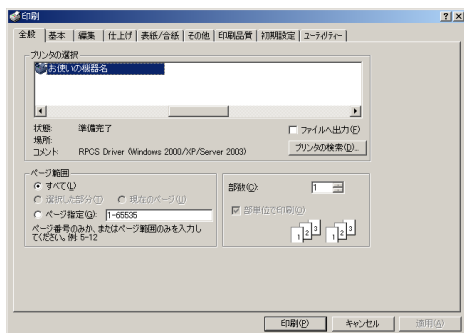 印刷
全般 基本 編集 仕上げ 表紙/合紙 その他 印刷品質 初期設定 ユーティリティー
プリンタの選択
お使いの機器名
状態: 準備完了
場所:
コメント: RPCS Driver (Windows 2000/XP/Server 2003)
ファイルへ出力(F)
プリンタの検索(D)...
ページ範囲
すべて(L)
選択した部分(T) 現在のページ(U)
ページ指定(G): 1-65535
ページ番号のみか、またはページ範囲のみを入力し
てください。例: 5-12
部数(C): 1
部単位で印刷(O)
1 2 3 1 2 3
印刷(P) キャンセル 適用(A)